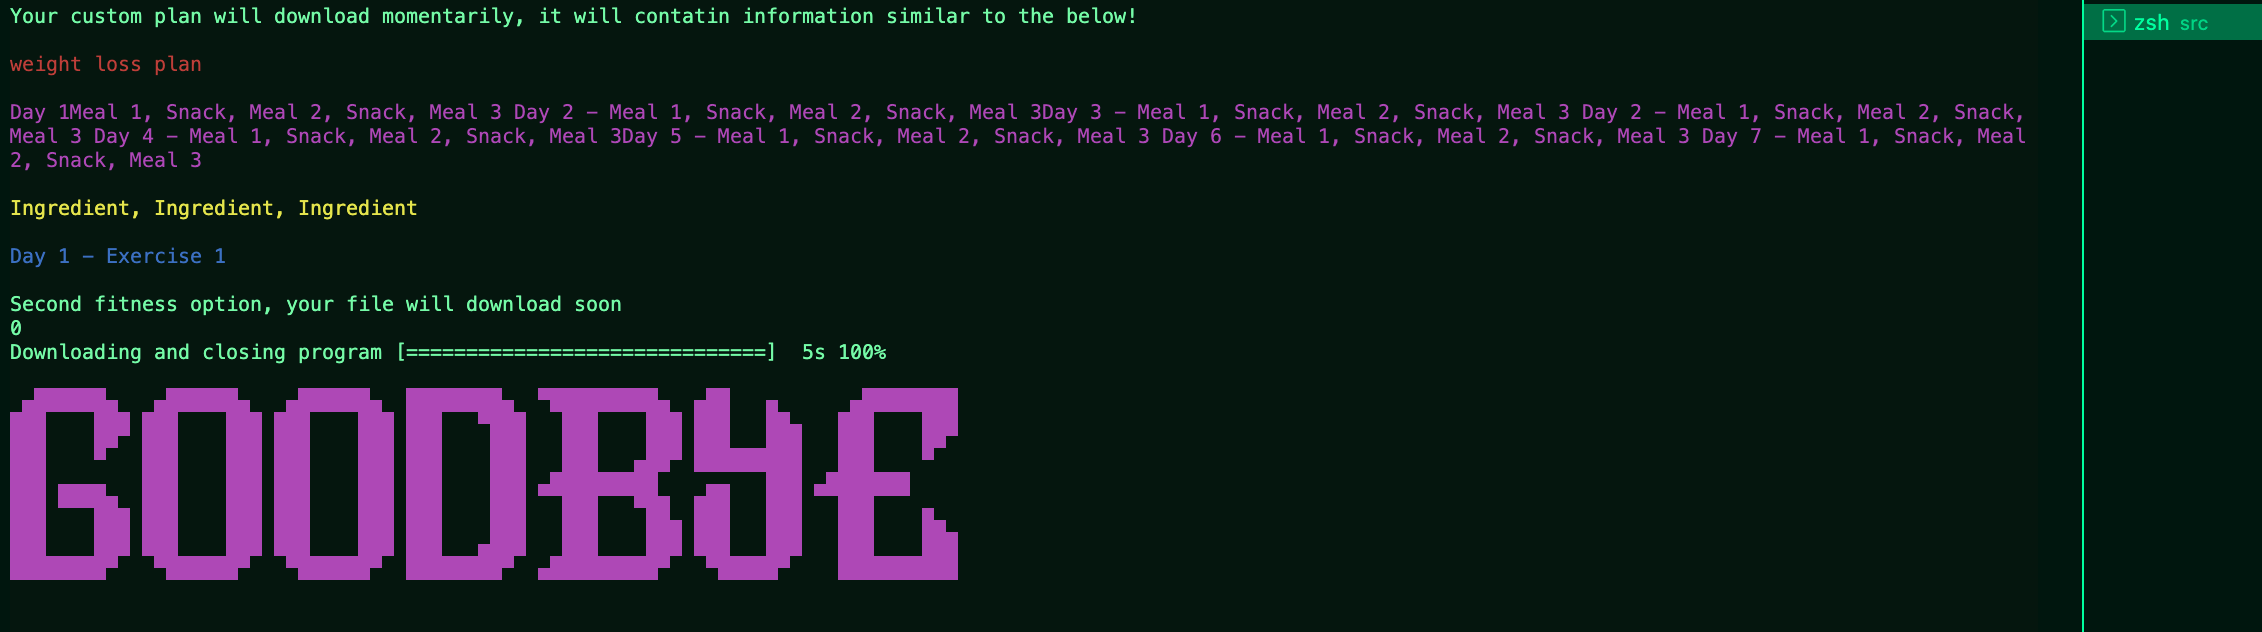 Your custom plan will download momentarily, it will contatin information similar to the below!
zsh src
weight loss plan
Day 1Meal 1, Snack, Meal 2, Snack, Meal 3 Day 2 - Meal 1, Snack, Meal 2, Snack, Meal 3Day 3 - Meal 1, Snack, Meal 2, Snack, Meal 3 Day 2 - Meal 1, Snack, Meal 2, Snack,
Meal 3 Day 4 - Meal 1, Snack, Meal 2, Snack, Meal 3Day 5 - Meal 1, Snack, Meal 2, Snack, Meal 3 Day 6 - Meal 1, Snack, Meal 2, Snack, Meal 3 Day 7 - Meal 1, Snack, Meal
2, Snack, Meal 3
Ingredient, Ingredient, Ingredient
Day 1 - Exercise 1
Second fitness option, your file will download soon
0
Downloading and closing program [==============================]  5s 100%
GOODBYE